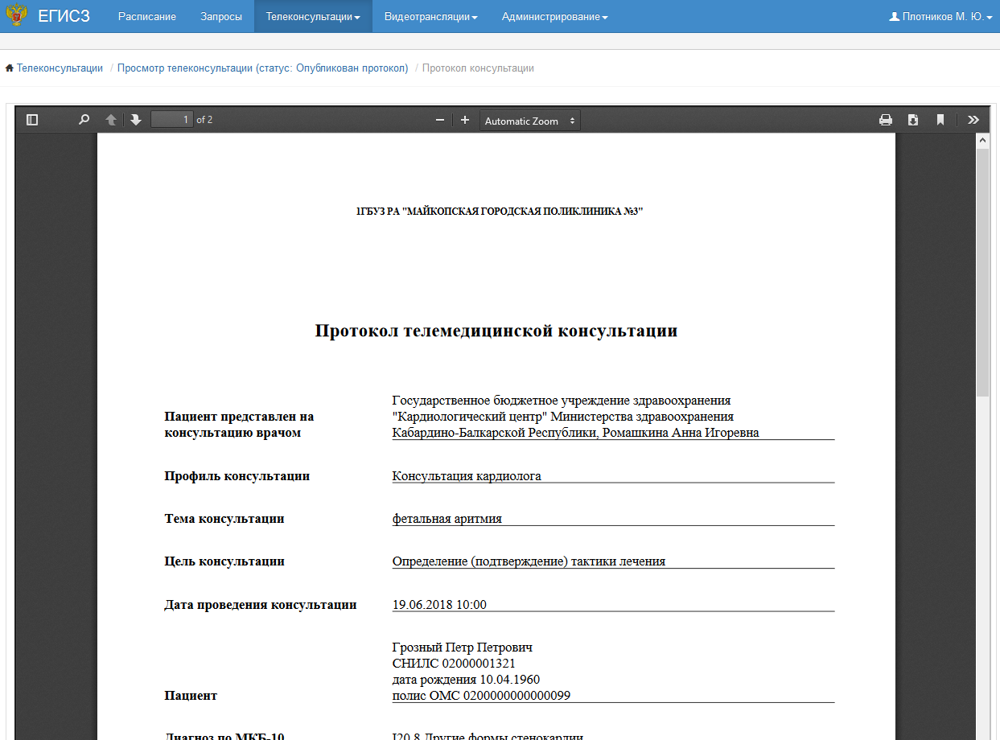 ЕГИСЗ Расписание Запросы Телеконсультации Видеотрансляции Администрирование Плотников М. Ю.
Телеконсультации / Просмотр телеконсультации (статус: Опубликован протокол) / Протокол консультации
1 of 2 Automatic Zoom
1ГБУЗ РА "МАЙКОПСКАЯ ГОРОДСКАЯ ПОЛИКЛИНИКА №3"
Протокол телемедицинской консультации
Государственное бюджетное учреждение здравоохранения
Пациент представлен на "Кардиологический центр" Министерства здравоохранения
консультацию врачом Кабардино-Балкарской Республики, Ромашкина Анна Игоревна
Профиль консультации Консультация кардиолога
Тема консультации фетальная аритмия
Цель консультации Определение (подтверждение) тактики лечения
Дата проведения консультации 19.06.2018 10:00
Грозный Петр Петрович
СНИЛС 02000001321
дата рождения 10.04.1960
Пациент полис ОМС 0200000000000099
Диагноз по МКБ-10 I20.8 Другие формы стенокардии